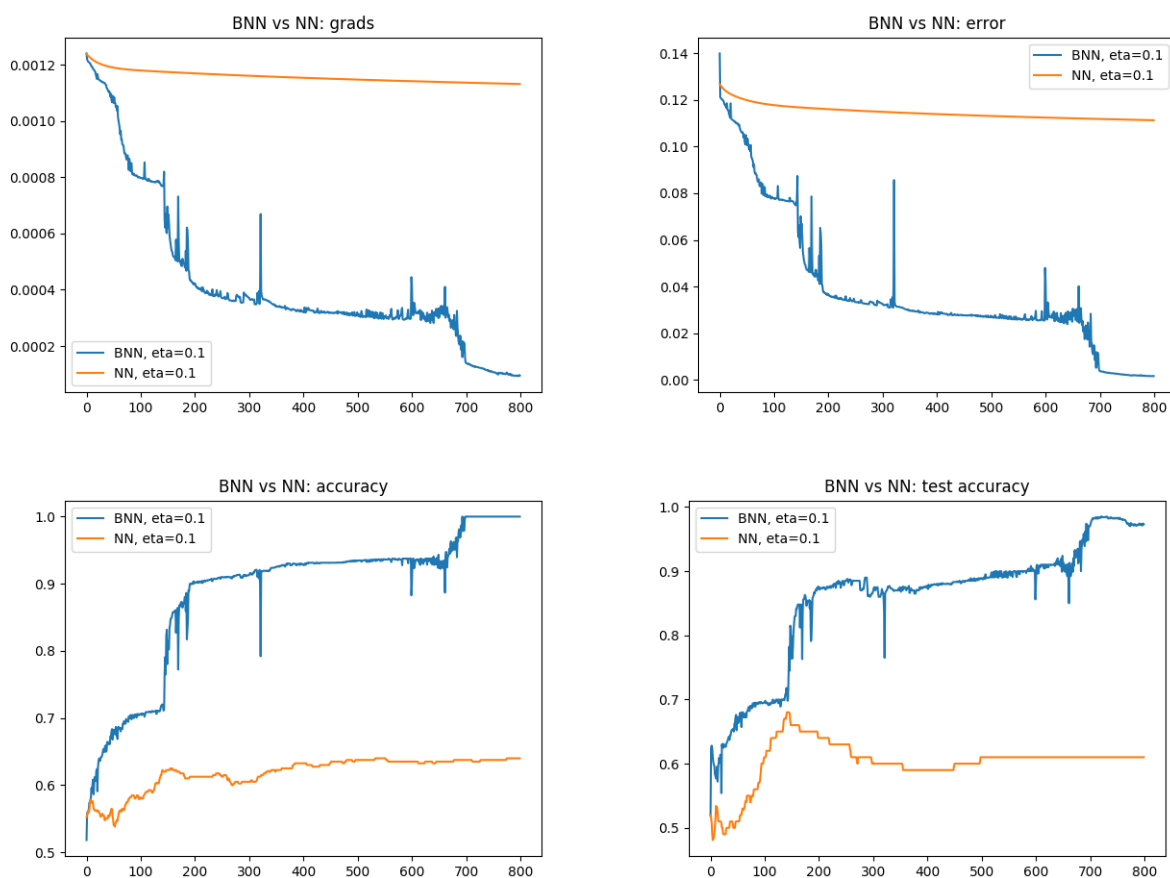 BNN vs NN: grads
0.0012
0.0010
0.0008
0.0006
0.0004
0.0002
BNN, eta=0.1
NN, eta=0.1
0 100 200 300 400 500 600 700 800
BNN vs NN: error
0.14
0.12
0.10
0.08
0.06
0.04
0.02
0.00
BNN, eta=0.1
NN, eta=0.1
0 100 200 300 400 500 600 700 800
BNN vs NN: accuracy
1.0
0.9
0.8
0.7
0.6
0.5
BNN, eta=0.1
NN, eta=0.1
0 100 200 300 400 500 600 700 800
BNN vs NN: test accuracy
1.0
0.9
0.8
0.7
0.6
0.5
BNN, eta=0.1
NN, eta=0.1
0 100 200 300 400 500 600 700 800